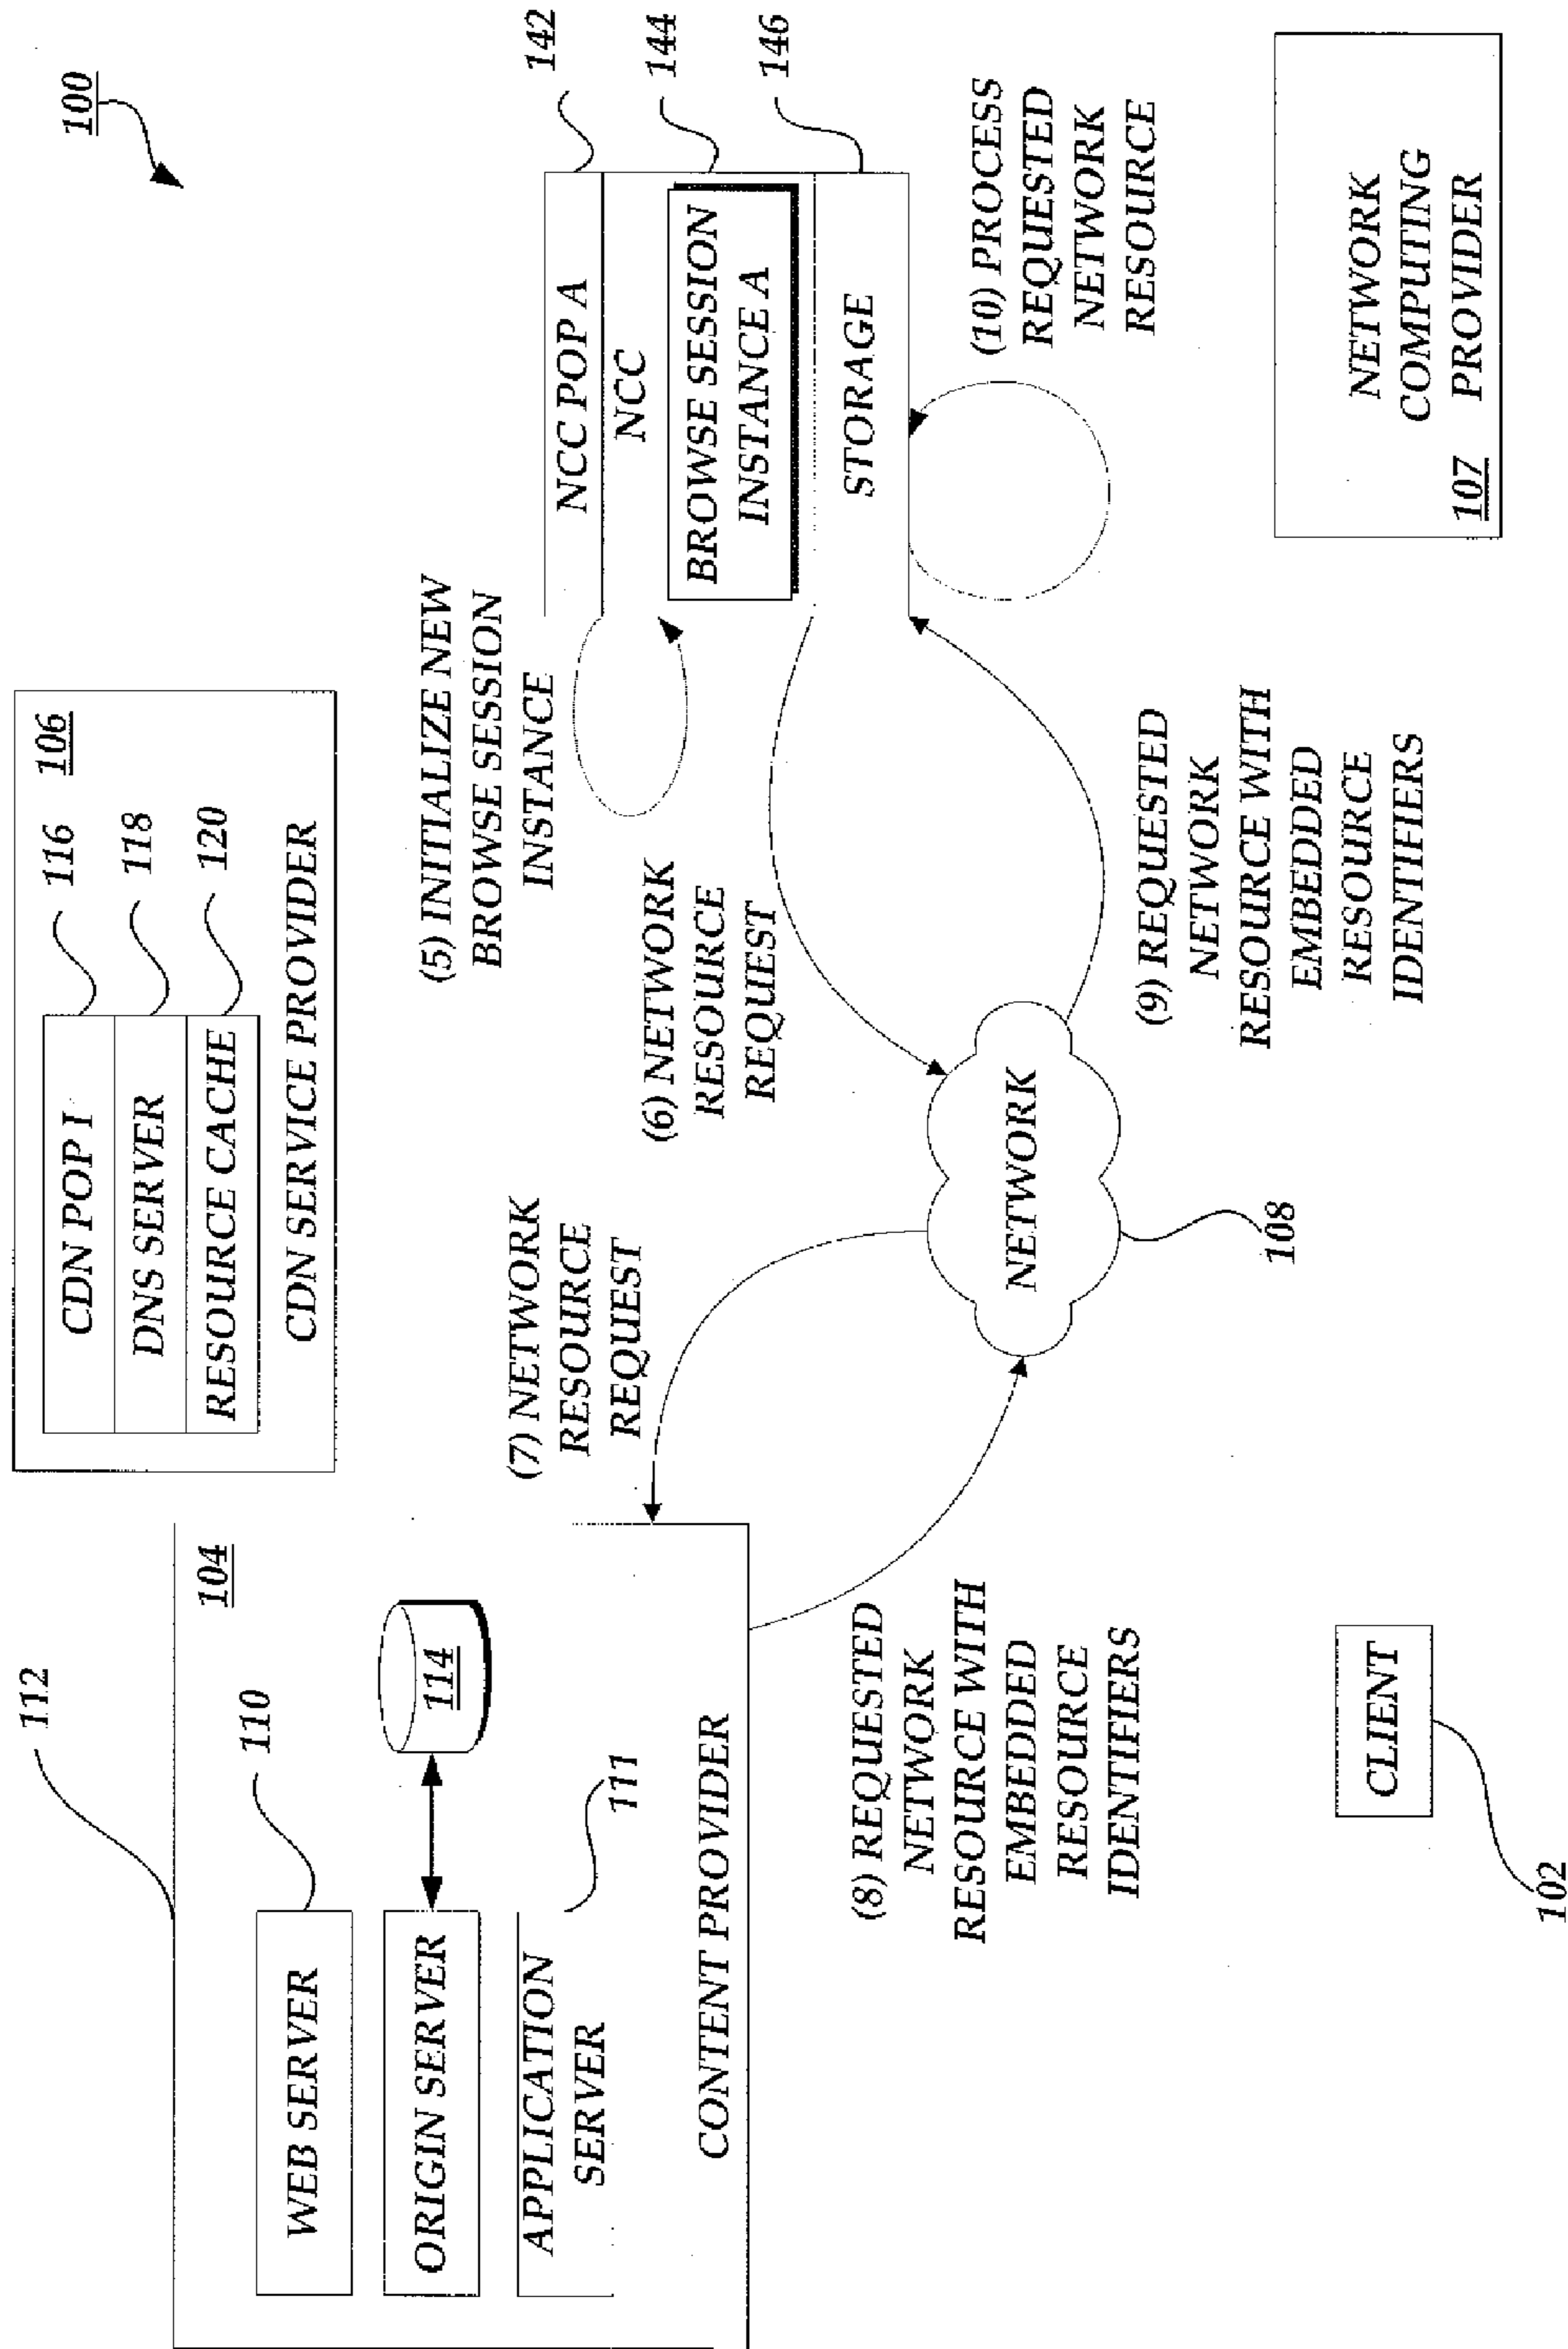 100
112
104
110
WEB SERVER
ORIGIN SERVER
114
APPLICATION
SERVER
111
CONTENT PROVIDER
CDN POP I
DNS SERVER
RESOURCE CACHE
CDN SERVICE PROVIDER
106
116
118
120
(5) INITIALIZE NEW
BROWSE SESSION
INSTANCE
NCC POP A
NCC
BROWSE SESSION
INSTANCE A
STORAGE
142
144
146
(6) NETWORK
RESOURCE
REQUEST
(7) NETWORK
RESOURCE
REQUEST
(8) REQUESTED
NETWORK
RESOURCE WITH
EMBEDDED
RESOURCE
IDENTIFIERS
NETWORK
108
(9) REQUESTED
NETWORK
RESOURCE WITH
EMBEDDED
RESOURCE
IDENTIFIERS
(10) PROCESS
REQUESTED
NETWORK
RESOURCE
CLIENT
102
NETWORK
COMPUTING
107 PROVIDER